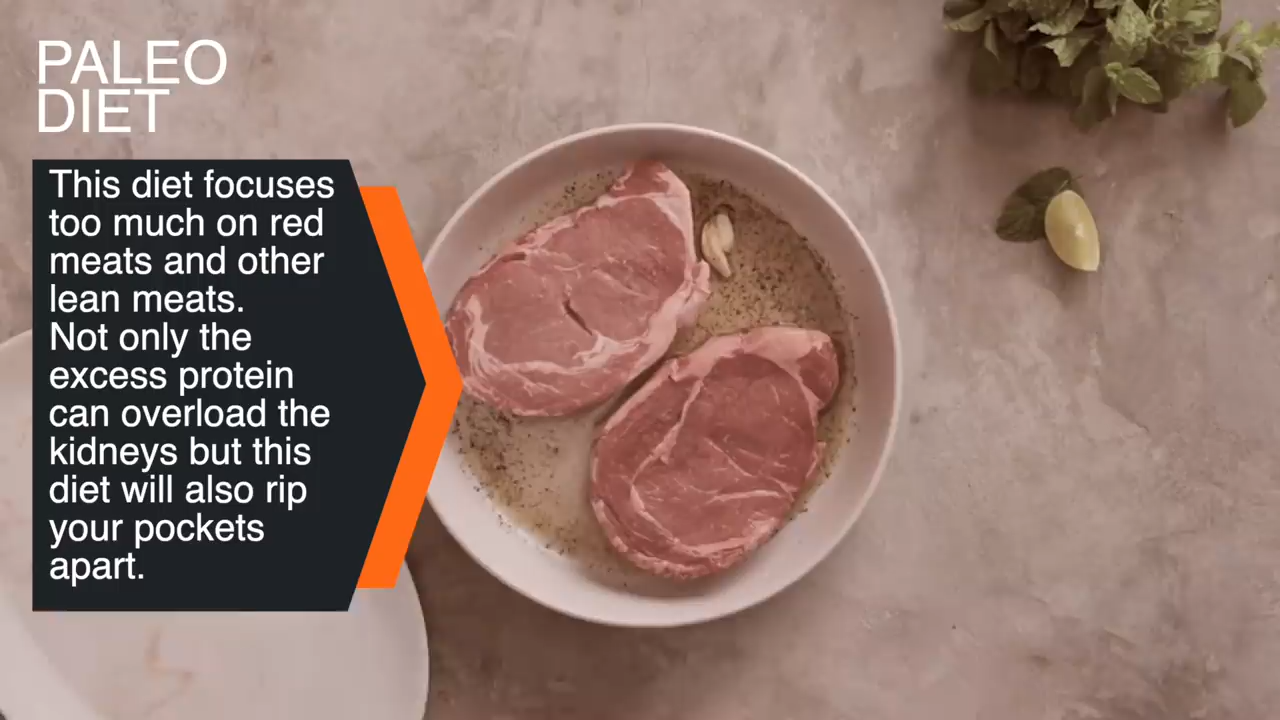 PALEO
DIET
This diet focuses
too much on red
meats and other
lean meats.
Not only the
excess protein
can overload the
kidneys but this
diet will also rip
your pockets
apart.